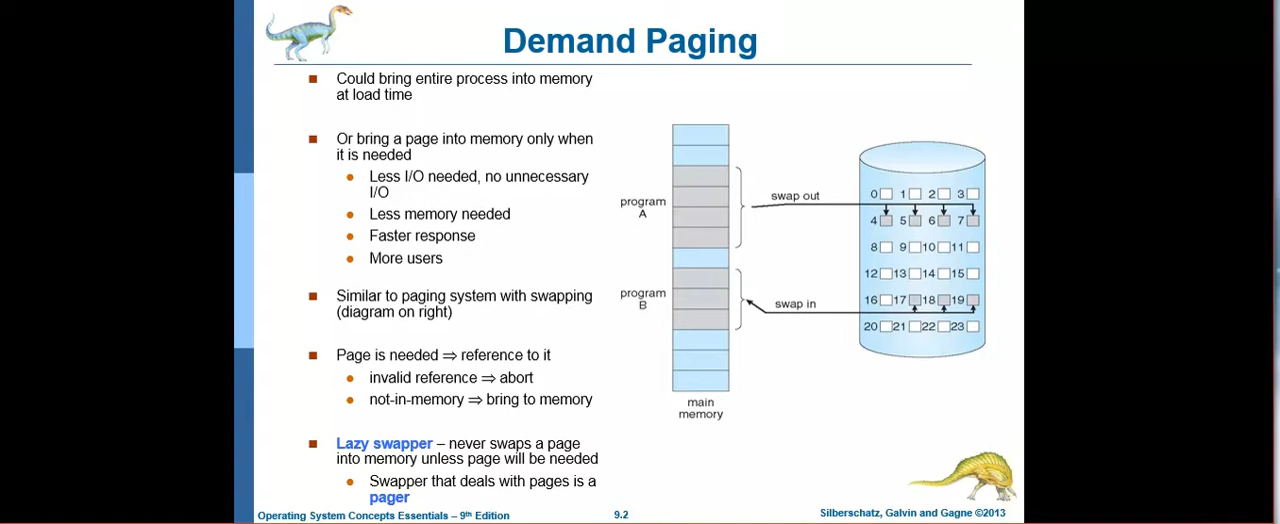 Demand Paging
Could bring entire process into memory
at load time
Or bring a page into memory only when
it is needed
Less I/O needed, no unnecessary
I/O
Less memory needed
Faster response
More users
Similar to paging system with swapping
(diagram on right)
Page is needed ⇒ reference to it
invalid reference ⇒ abort
not-in-memory ⇒ bring to memory
Lazy swapper – never swaps a page
into memory unless page will be needed
Swapper that deals with pages is a
pager
program
A
program
B
main
memory
swap out
swap in
0 1 2 3
4 5 6 7
8 9 10 11
12 13 14 15
16 17 18 19
20 21 22 23
Operating System Concepts Essentials – 9th Edition
9.2
Silberschatz, Galvin and Gagne ©2013